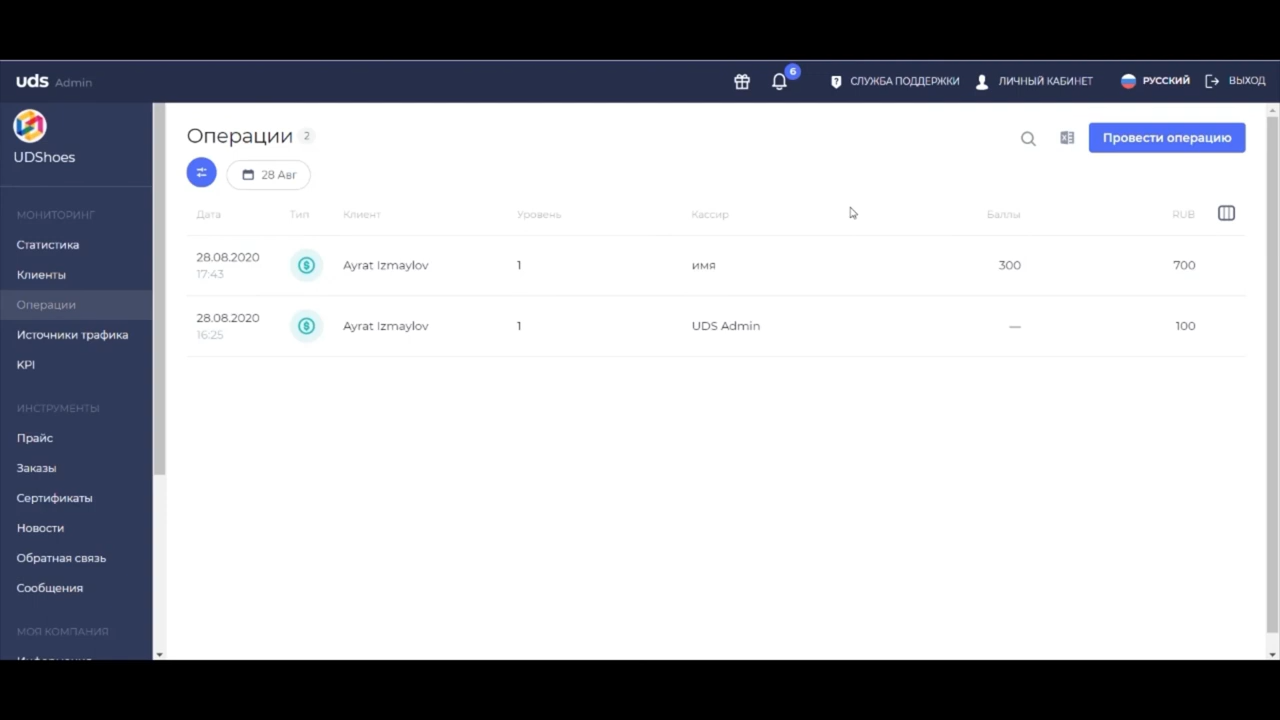 uds Admin
6
СЛУЖБА ПОДДЕРЖКИ
ЛИЧНЫЙ КАБИНЕТ
РУССКИЙ
ВЫХОД
UDShoes
МОНИТОРИНГ
Статистика
Клиенты
Операции
Источники трафика
KPI
ИНСТРУМЕНТЫ
Прайс
Заказы
Сертификаты
Новости
Обратная связь
Сообщения
МОЯ КОМПАНИЯ
Операции 2
Провести операцию
28 Авг
Дата Тип Клиент Уровень Кассир Баллы RUB
28.08.2020 Ayrat Izmaylov 1 имя 300 700
17:43
28.08.2020 Ayrat Izmaylov 1 UDS Admin — 100
16:25